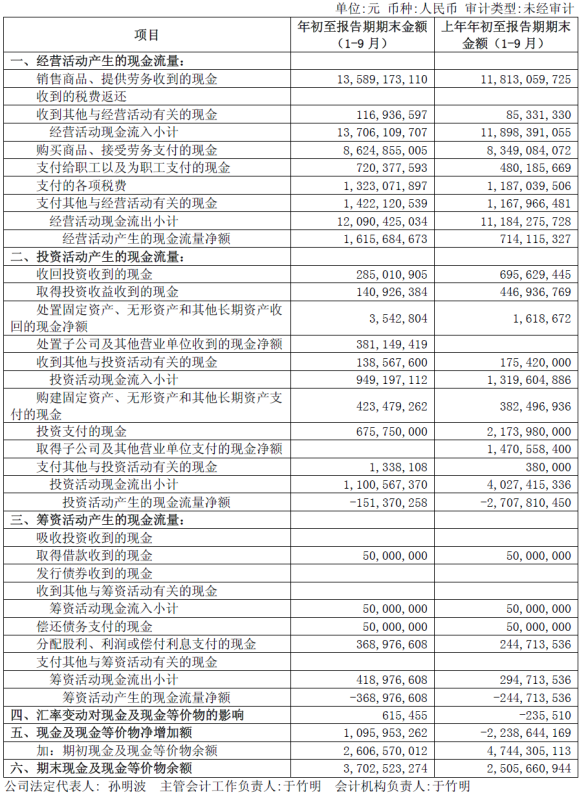 单位:元 币种:人民币 审计类型:未经审计
项目 年初至报告期期末金额 上年年初至报告期期末
(1-9月) 金额(1-9月)
一、经营活动产生的现金流量:
销售商品、提供劳务收到的现金 13,589,173,110 11,813,059,725
收到的税费返还
收到其他与经营活动有关的现金 116,936,597 85,331,330
经营活动现金流入小计 13,706,109,707 11,898,391,055
购买商品、接受劳务支付的现金 8,624,855,005 8,349,084,072
支付给职工以及为职工支付的现金 720,377,593 480,185,669
支付的各项税费 1,323,071,897 1,187,039,506
支付其他与经营活动有关的现金 1,422,120,539 1,167,966,481
经营活动现金流出小计 12,090,425,034 11,184,275,728
经营活动产生的现金流量净额 1,615,684,673 714,115,327
二、投资活动产生的现金流量:
收回投资收到的现金 285,010,905 695,629,445
取得投资收益收到的现金 140,926,384 446,936,769
处置固定资产、无形资产和其他长期资产收
回的现金净额 3,542,804 1,618,672
处置子公司及其他营业单位收到的现金净额 381,149,419
收到其他与投资活动有关的现金 138,567,600 175,420,000
投资活动现金流入小计 949,197,112 1,319,604,886
购建固定资产、无形资产和其他长期资产支
付的现金 423,479,262 382,496,936
投资支付的现金 675,750,000 2,173,980,000
取得子公司及其他营业单位支付的现金净额 1,470,558,400
支付其他与投资活动有关的现金 1,338,108 380,000
投资活动现金流出小计 1,100,567,370 4,027,415,336
投资活动产生的现金流量净额 -151,370,258 -2,707,810,450
三、筹资活动产生的现金流量:
吸收投资收到的现金
取得借款收到的现金 50,000,000 50,000,000
发行债券收到的现金
收到其他与筹资活动有关的现金
筹资活动现金流入小计 50,000,000 50,000,000
偿还债务支付的现金 50,000,000 50,000,000
分配股利、利润或偿付利息支付的现金 368,976,608 244,713,536
支付其他与筹资活动有关的现金
筹资活动现金流出小计 418,976,608 294,713,536
筹资活动产生的现金流量净额 -368,976,608 -244,713,536
四、汇率变动对现金及现金等价物的影响 615,455 -235,510
五、现金及现金等价物净增加额 1,095,953,262 -2,238,644,169
加:期初现金及现金等价物余额 2,606,570,012 4,744,305,113
六、期末现金及现金等价物余额 3,702,523,274 2,505,660,944
公司法定代表人: 孙明波 主管会计工作负责人:于竹明 会计机构负责人:于竹明